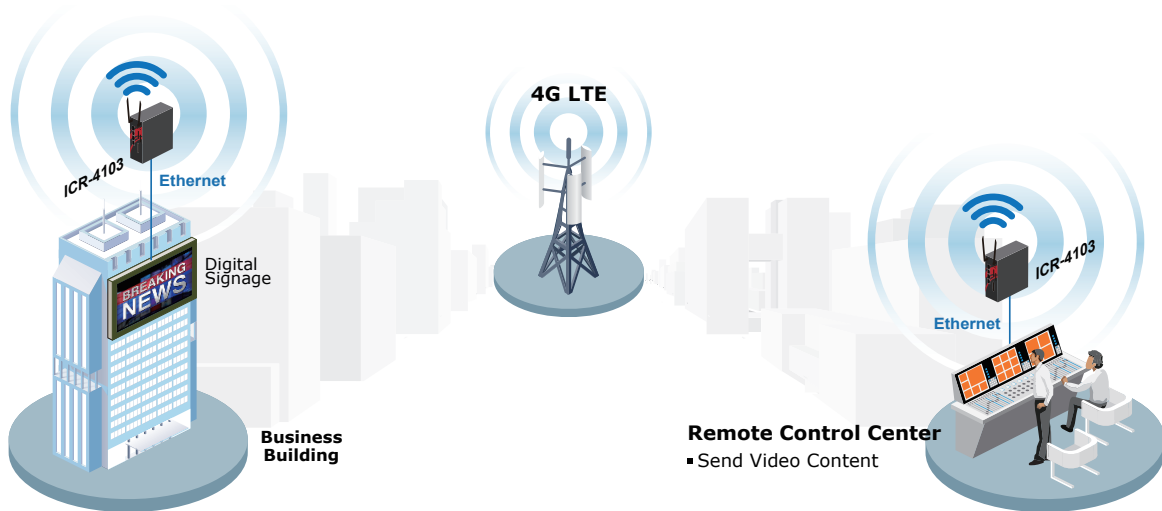 4G LTE
ICR-4103
Ethernet
Digital
Signage
BREAKING
NEWS
Business
Building
ICR-4103
Ethernet
Remote Control Center
▪ Send Video Content